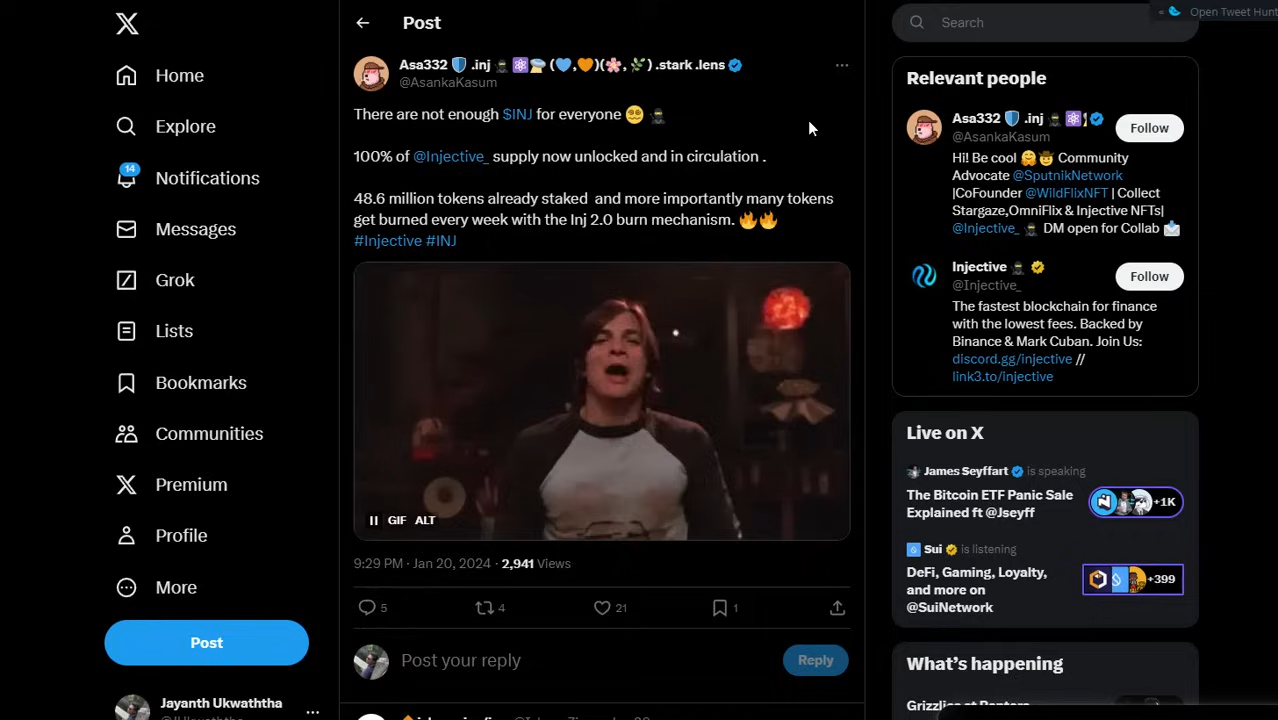 Open Tweet Hunt
Post
Search
Asa332 🛡️ .inj 🥷 ⚛️ (💙,🧡)(🌸, 🌿) .stark .lens
@AsankaKasum
There are not enough $INJ for everyone 😵‍💫 🥷
100% of @Injective_ supply now unlocked and in circulation .
48.6 million tokens already staked and more importantly many tokens
get burned every week with the Inj 2.0 burn mechanism. 🔥🔥
#Injective #INJ
GIF ALT
9:29 PM · Jan 20, 2024 · 2,941 Views
5
4
21
1
Post your reply
Reply
Home
Explore
14
Notifications
Messages
Grok
Lists
Bookmarks
Communities
Premium
Profile
More
Post
Jayanth Ukwaththa
Relevant people
Asa332 🛡️ .inj 🥷 ⚛️
@AsankaKasum
Follow
Hi! Be cool 🤗 🤠 Community
Advocate @SputnikNetwork
|CoFounder @WildFlixNFT | Collect
Stargaze,OmniFlix & Injective NFTs|
@Injective_ 🥷 DM open for Collab 📩
Injective 🥷
@Injective_
Follow
The fastest blockchain for finance
with the lowest fees. Backed by
Binance & Mark Cuban. Join Us:
discord.gg/injective //
link3.to/injective
Live on X
James Seyffart is speaking
The Bitcoin ETF Panic Sale
Explained ft @Jseyff
+1K
Sui is listening
DeFi, Gaming, Loyalty,
and more on
@SuiNetwork
+399
What's happening